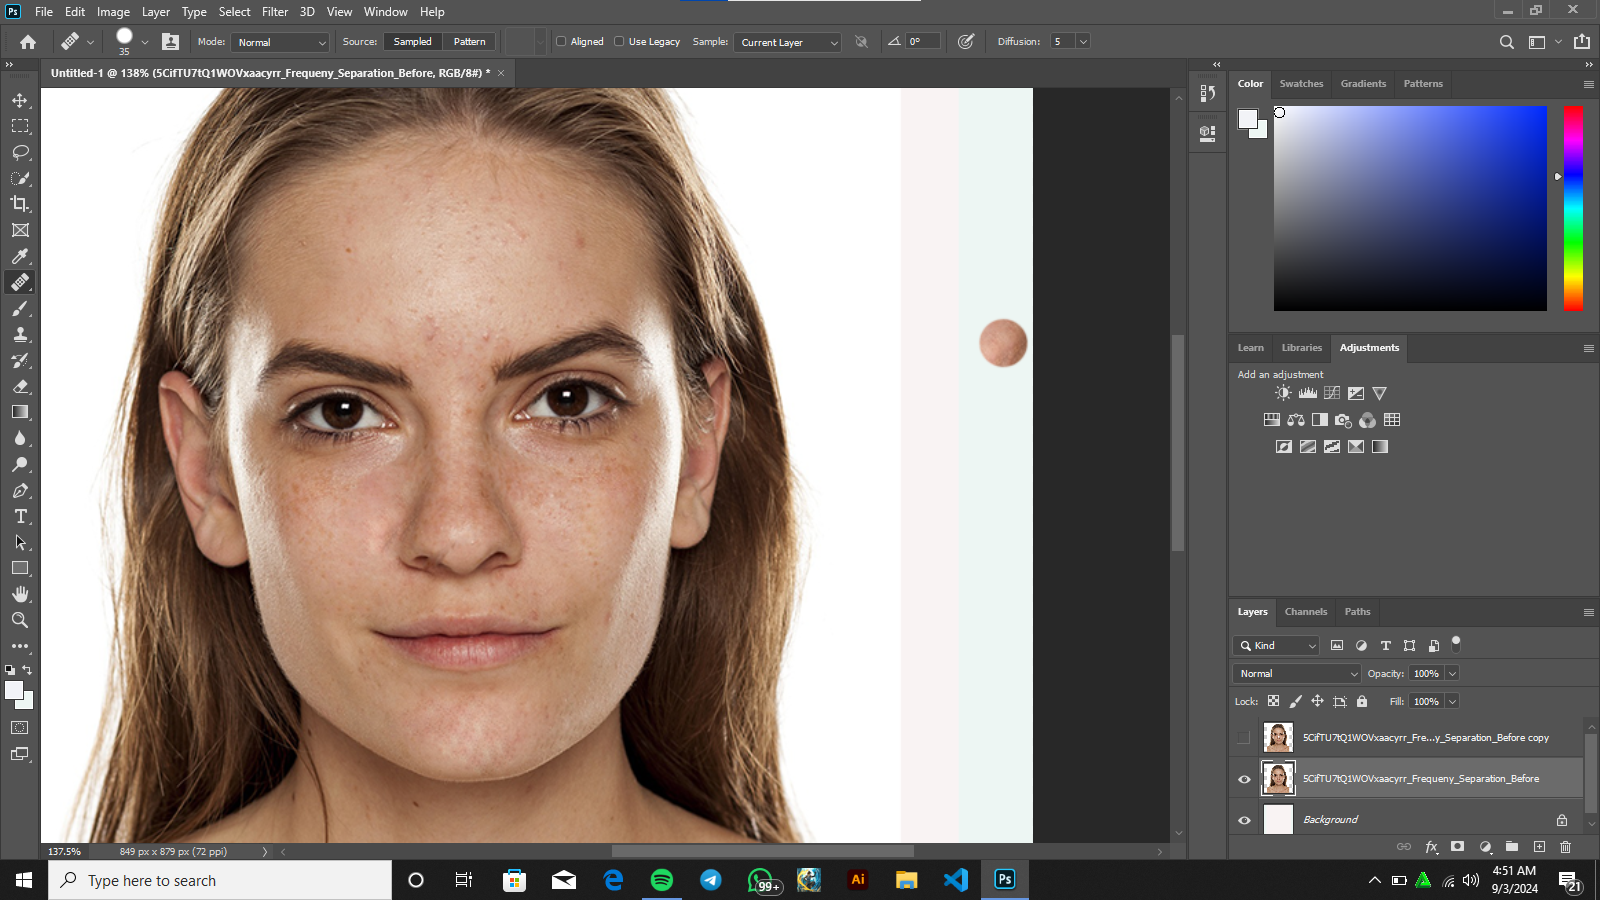 Ps File Edit Image Layer Type Select Filter 3D View Window Help
35 Mode: Normal Source: Sampled Pattern Aligned Use Legacy Sample: Current Layer 0° Diffusion: 5
Untitled-1 @ 138% (5CifTU7tQ1WOVxaacyrr_Frequeny_Separation_Before, RGB/8#) * ×
Color Swatches Gradients Patterns
Learn Libraries Adjustments
Add an adjustment
Layers Channels Paths
Kind
Normal Opacity: 100%
Lock: Fill: 100%
5CifTU7tQ1WOVxaacyrr_Fre...y_Separation_Before copy
5CifTU7tQ1WOVxaacyrr_Frequeny_Separation_Before
Background
fx
137.5% 849 px x 879 px (72 ppi)
Type here to search
99+
Ai
Ps
4:51 AM
9/3/2024
21